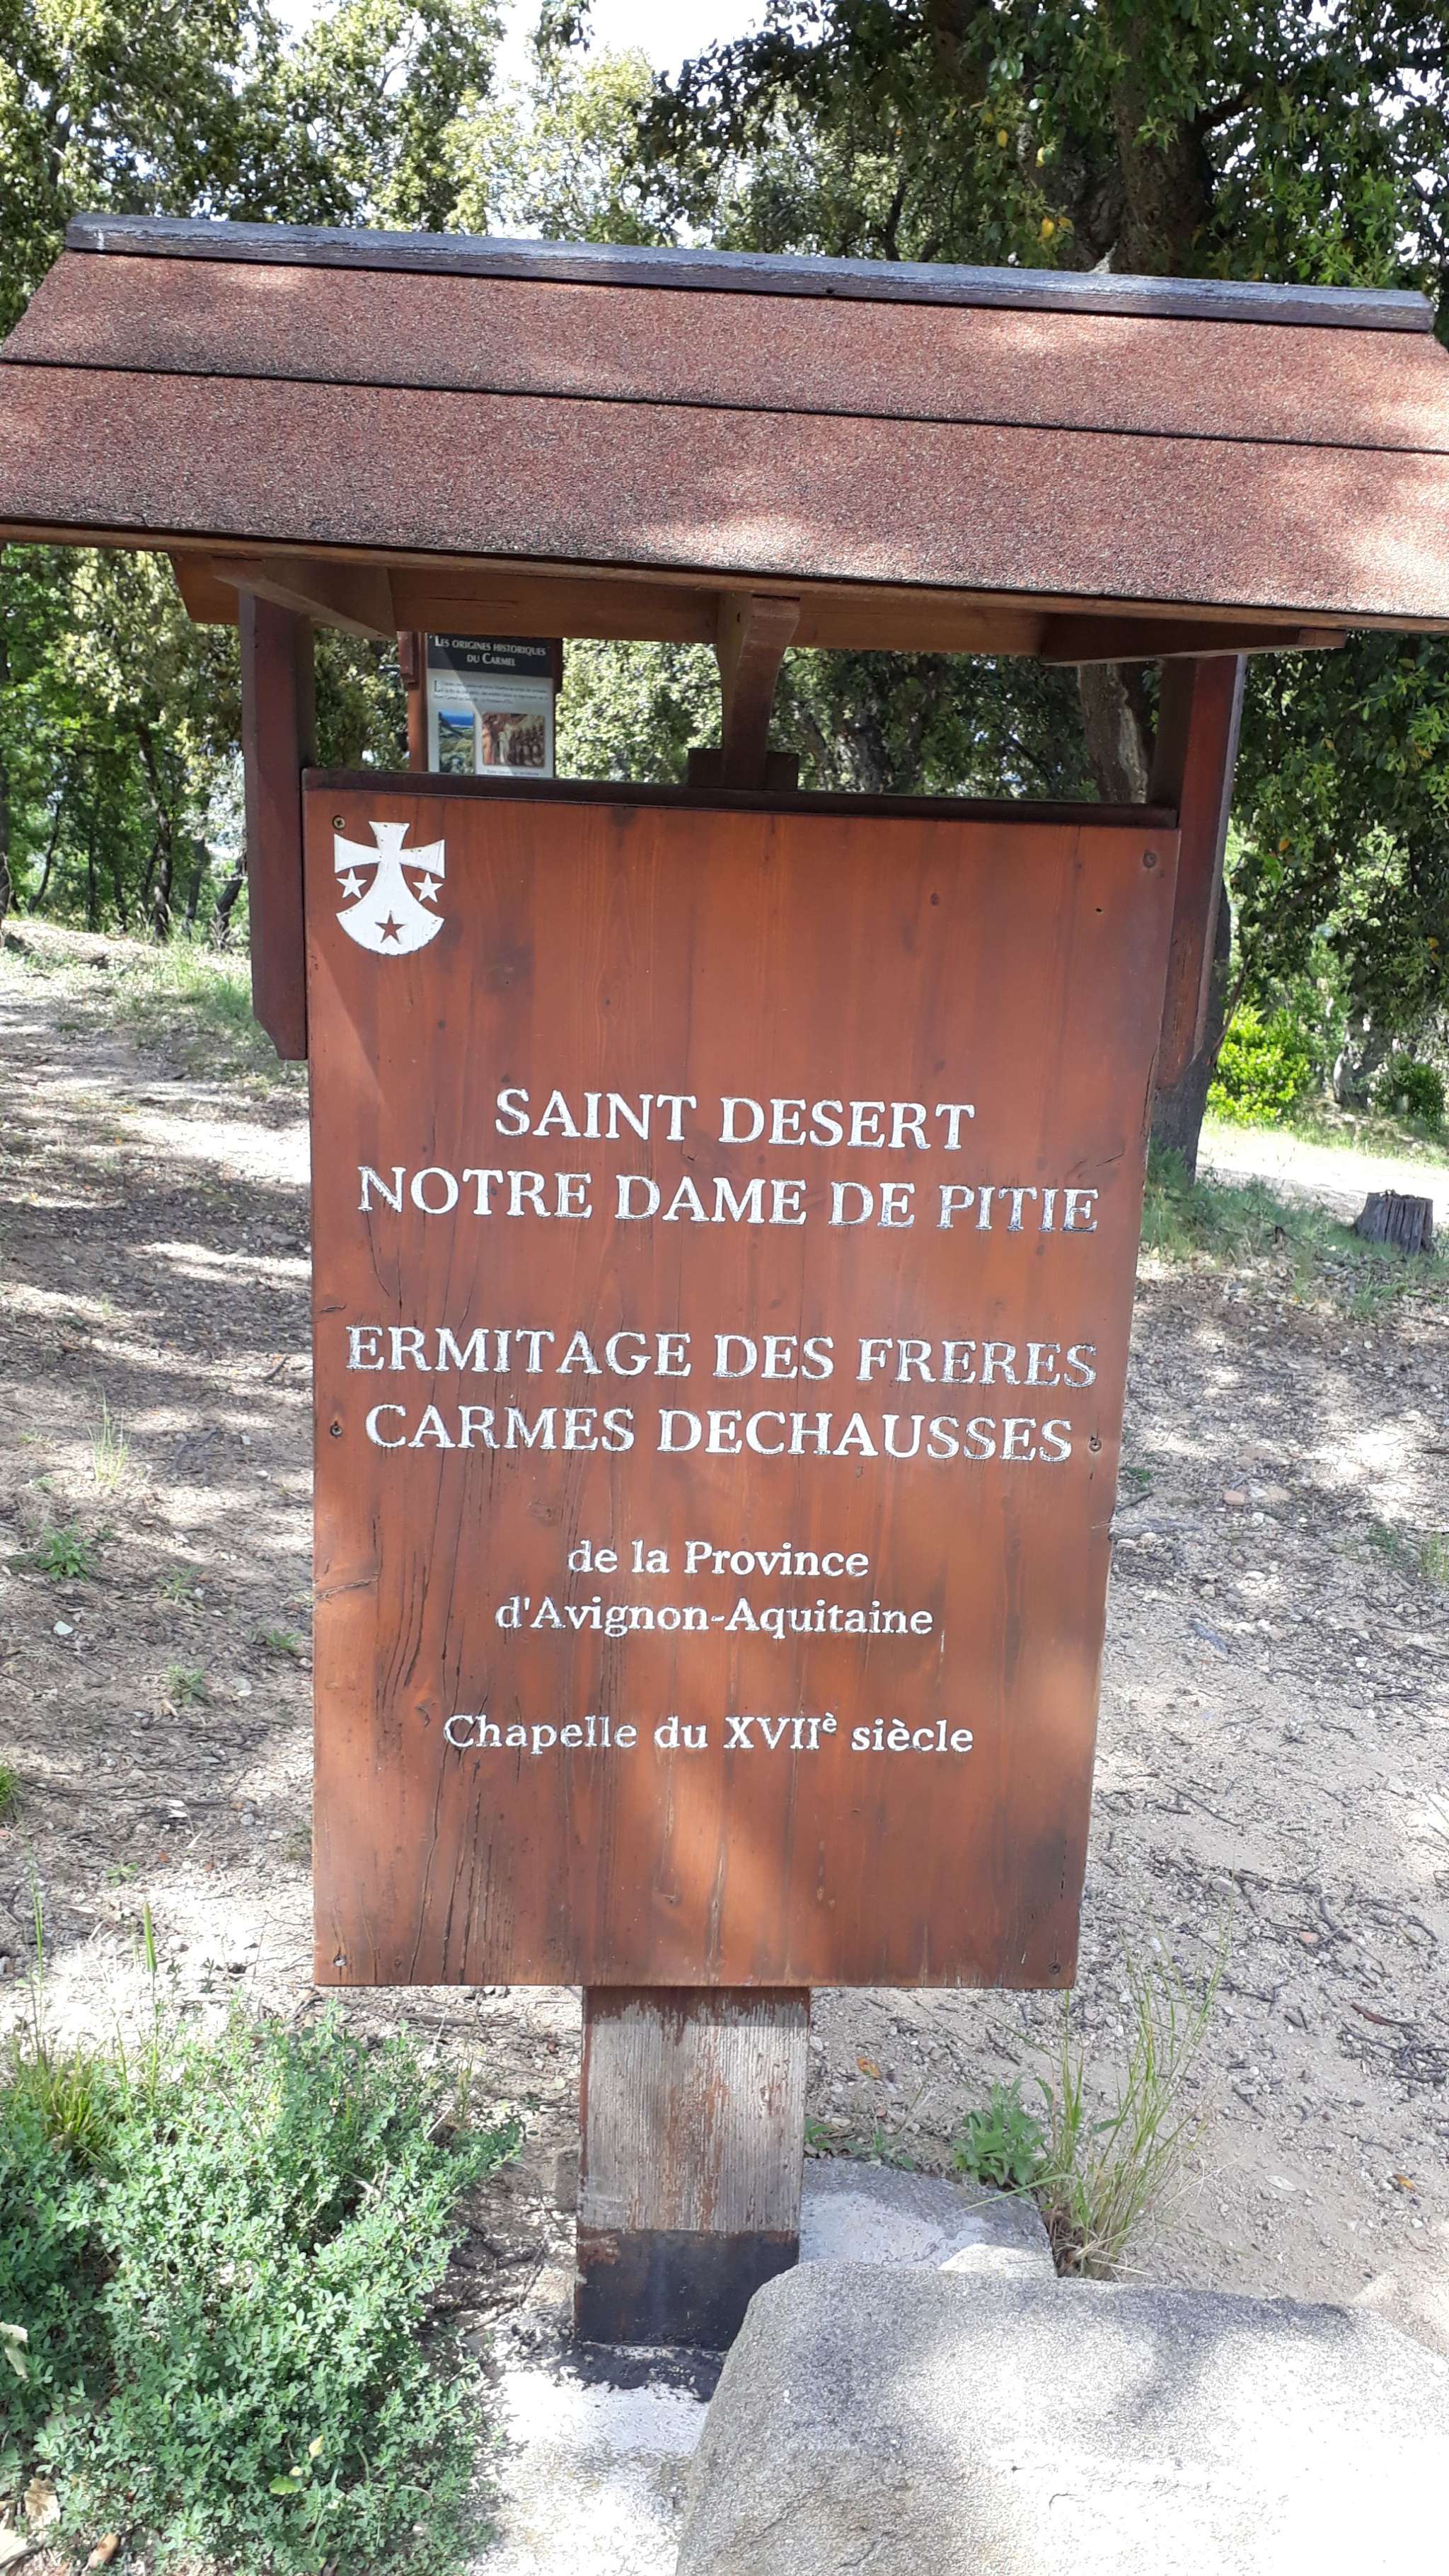 LES ORIGINES HISTORIQUES
DU CARMEL
SAINT DESERT
NOTRE DAME DE PITIE
ERMITAGE DES FRERES
CARMES DECHAUSSES
de la Province
d'Avignon-Aquitaine
Chapelle du XVIIè siècle